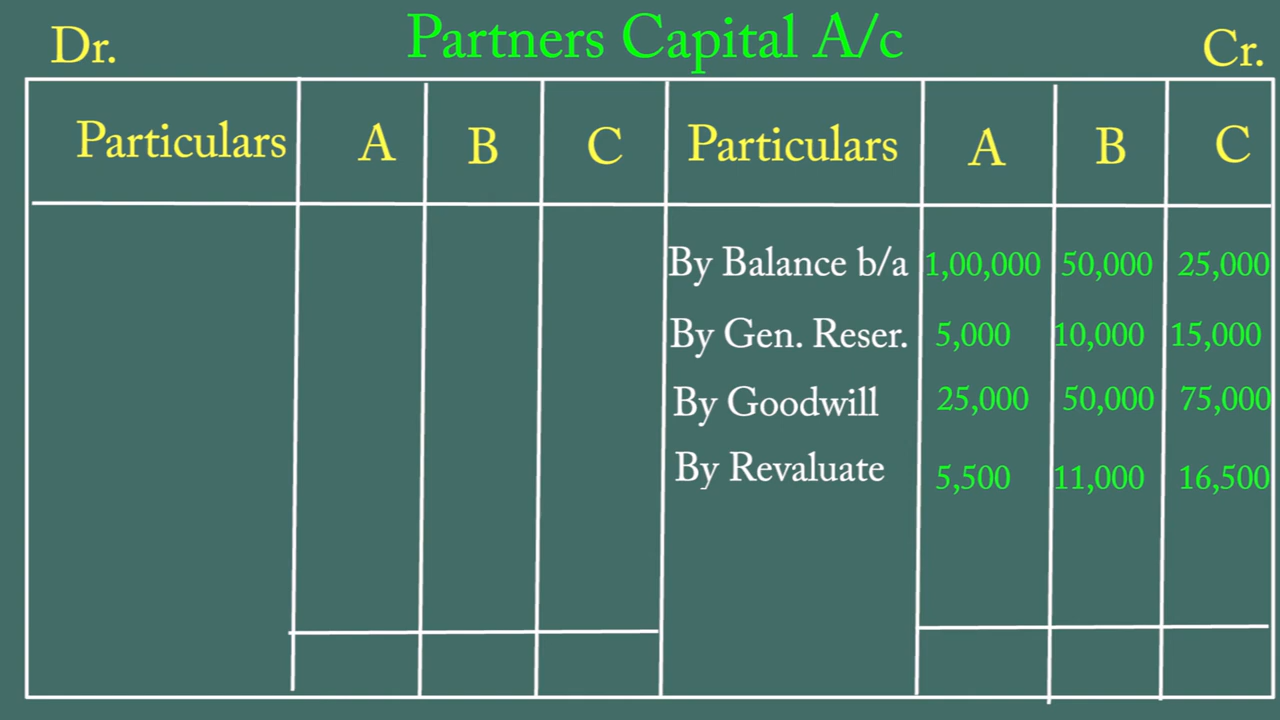 Dr. Partners Capital A/c Cr.
Particulars A B C Particulars A B C
By Balance b/a 1,00,000 50,000 25,000
By Gen. Reser. 5,000 10,000 15,000
By Goodwill 25,000 50,000 75,000
By Revaluate 5,500 11,000 16,500